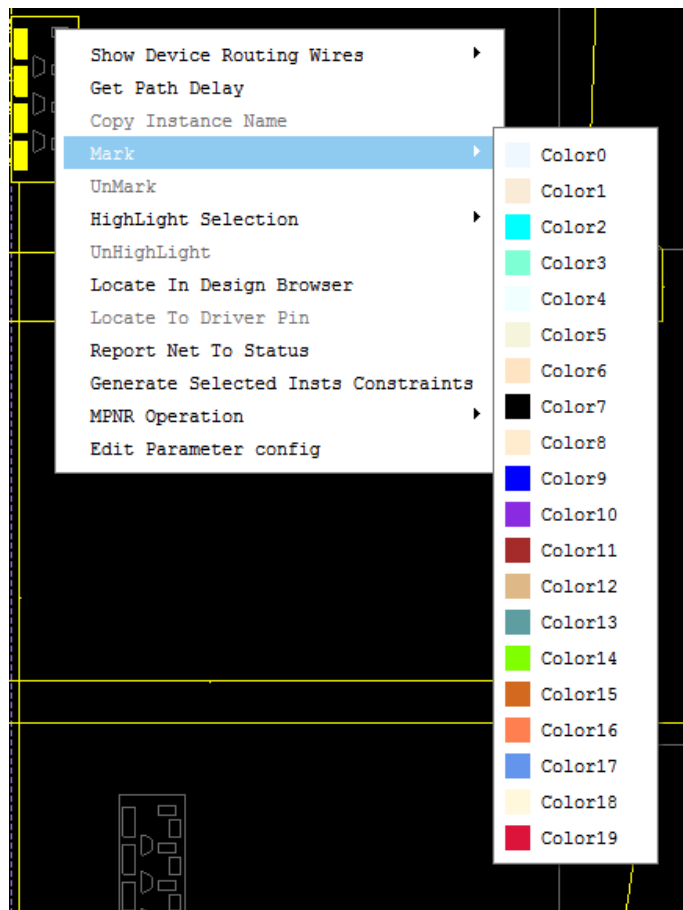 Show Device Routing Wires
Get Path Delay
Copy Instance Name
Mark
UnMark
HighLight Selection
UnHighLight
Locate In Design Browser
Locate To Driver Pin
Report Net To Status
Generate Selected Insts Constraints
MPNR Operation
Edit Parameter config
Color0
Color1
Color2
Color3
Color4
Color5
Color6
Color7
Color8
Color9
Color10
Color11
Color12
Color13
Color14
Color15
Color16
Color17
Color18
Color19